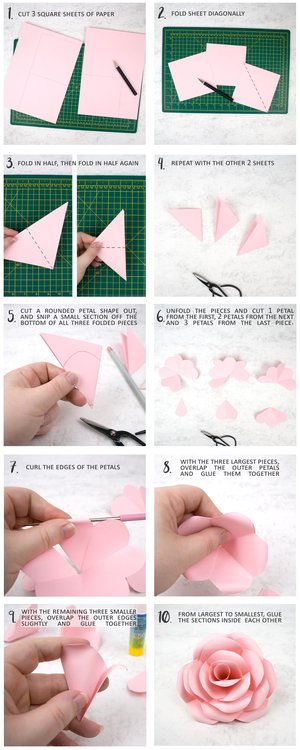 1. CUT 3 SQUARE SHEETS OF PAPER
2. FOLD SHEET DIAGONALLY
3. FOLD IN HALF, THEN FOLD IN HALF AGAIN
4. REPEAT WITH THE OTHER 2 SHEETS
5. CUT A ROUNDED PETAL SHAPE OUT,
AND SNIP A SMALL SECTION OFF THE
BOTTOM OF ALL THREE FOLDED PIECES
6. UNFOLD THE PIECES AND CUT 1 PETAL
FROM THE FIRST, 2 PETALS FROM THE NEXT
AND 3 PETALS FROM THE LAST PIECE.
7. CURL THE EDGES OF THE PETALS
8. WITH THE THREE LARGEST PIECES,
OVERLAP THE OUTER PETALS
AND GLUE THEM TOGETHER
9. WITH THE REMAINING THREE SMALLER
PIECES, OVERLAP THE OUTER EDGES
SLIGHTLY AND GLUE TOGETHER
10. FROM LARGEST TO SMALLEST, GLUE
THE SECTIONS INSIDE EACH OTHER